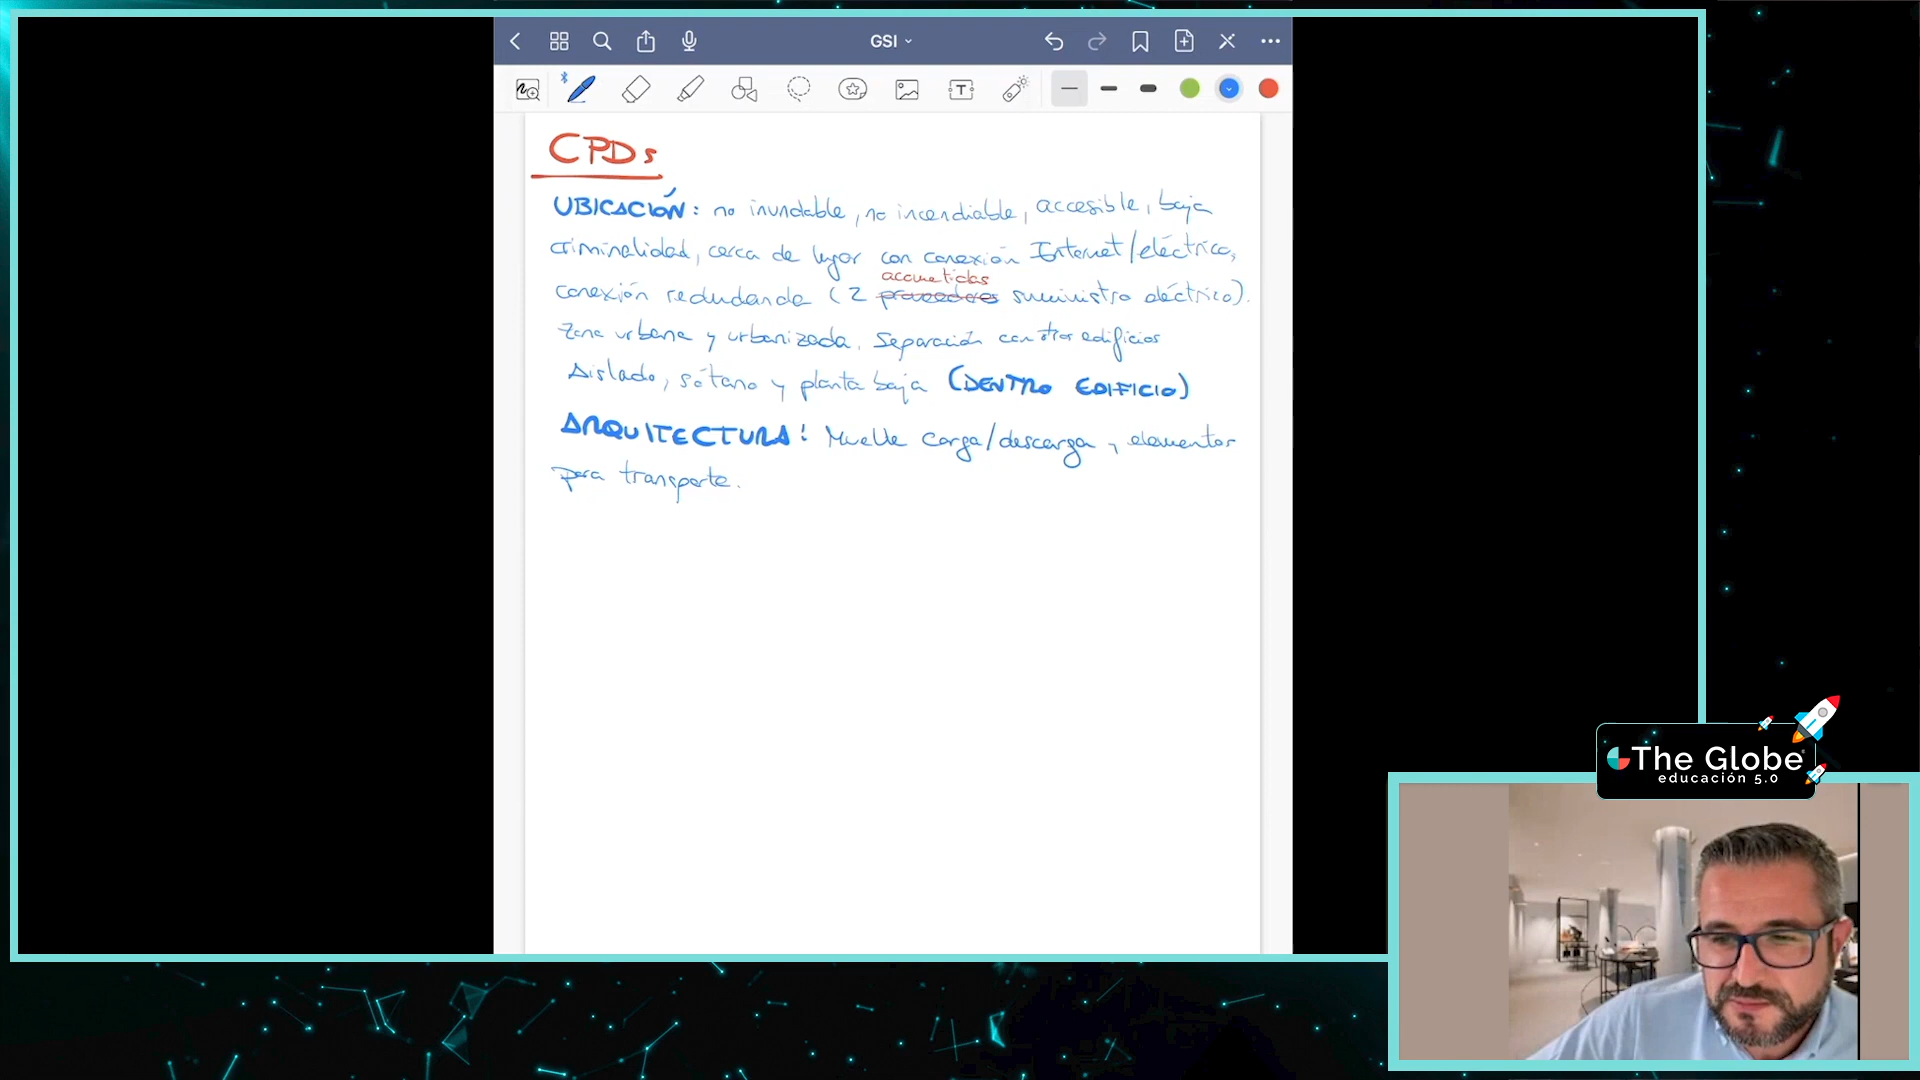 GSI
CPDs
UBICACIÓN: no inundable, no incendiable, accesible, baja
criminalidad, cerca de lugar con conexión Internet/eléctrica,
acometidas
conexión redundande (2 proveedores suministro eléctrico).
Zona urbana y urbanizada. Separación con otros edificios
Aislado, sótano y planta baja (DENTRO EDIFICIO)
ARQUITECTURA: Muelle carga/descarga, elementos
para transporte.
The Globe
educación 5.0